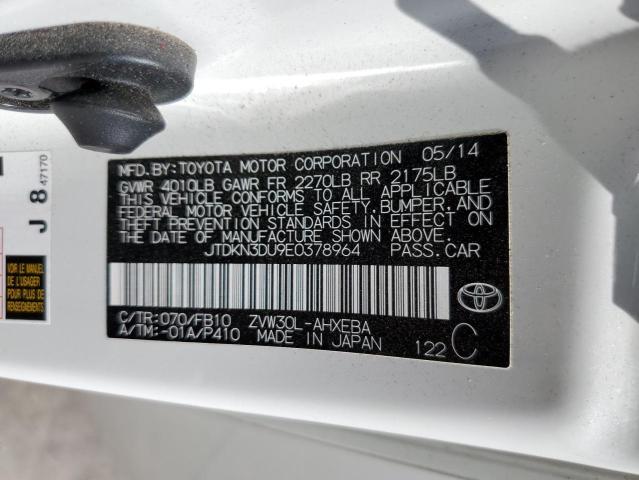 MFD.BY:TOYOTA MOTOR CORPORATION 05/14
GVWR 4010LB GAWR FR 2270LB RR 2175LB
THIS VEHICLE CONFORMS TO ALL APPLICABLE
FEDERAL MOTOR VEHICLE SAFETY,BUMPER,AND
THEFT PREVENTION STANDARDS IN EFFECT ON
THE DATE OF MANUFACTURE SHOWN ABOVE.
JTDKN3DU9E0378964 PASS.CAR
C/TR:070/FB10 ZVW30L-AHXEBA
A/TM:-01A/P410 MADE IN JAPAN
122 C
TOYOTA
J 8 47170
VOIR LE MANUEL
DE L'USAGER
POUR PLUS